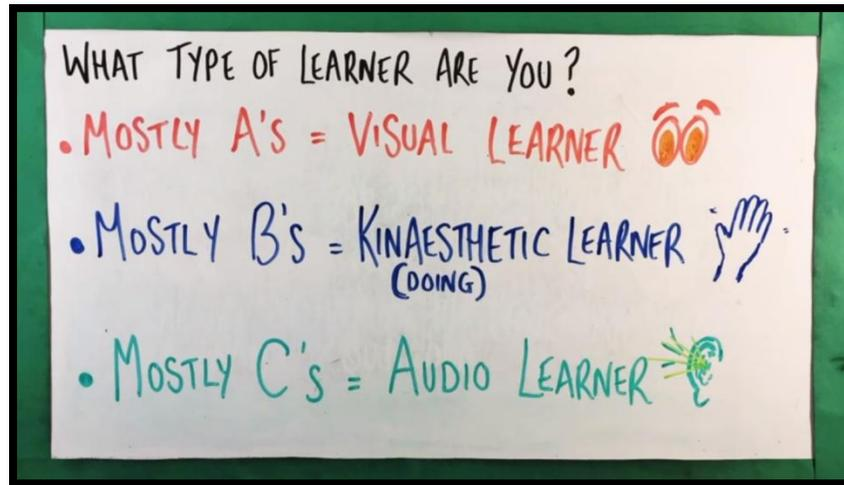 WHAT TYPE OF LEARNER ARE YOU?
• MOSTLY A'S = VISUAL LEARNER
• MOSTLY B'S = KINAESTHETIC LEARNER
(DOING)
• MOSTLY C'S = AUDIO LEARNER